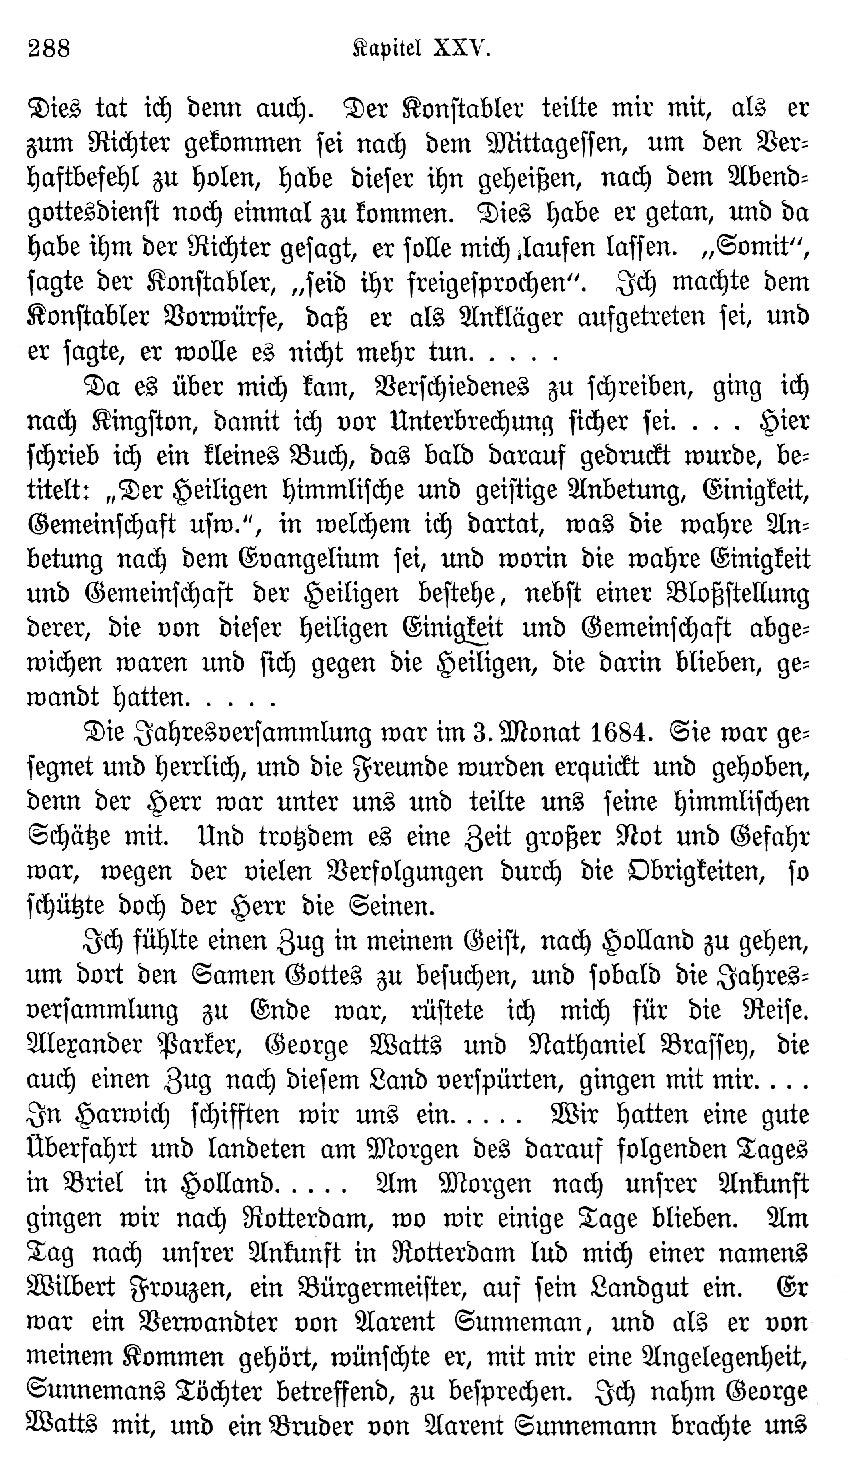 288 Kapitel XXV.
Dies tat ich denn auch. Der Konstabler teilte mir mit, als er
zum Richter gekommen sei nach dem Mittagessen, um den Ver-
haftbefehl zu holen, habe dieser ihn geheißen, nach dem Abend-
gottesdienst noch einmal zu kommen. Dies habe er getan, und da
habe ihm der Richter gesagt, er solle mich laufen lassen. „Somit“,
sagte der Konstabler, „seid ihr freigesprochen“. Ich machte dem
Konstabler Vorwürfe, daß er als Ankläger aufgetreten sei, und
er sagte, er wolle es nicht mehr tun. . . . .
Da es über mich kam, Verschiedenes zu schreiben, ging ich
nach Kingston, damit ich vor Unterbrechung sicher sei. . . . Hier
schrieb ich ein kleines Buch, das bald darauf gedruckt wurde, be-
titelt: „Der Heiligen himmlische und geistige Anbetung, Einigkeit,
Gemeinschaft usw.“, in welchem ich dartat, was die wahre An-
betung nach dem Evangelium sei, und worin die wahre Einigkeit
und Gemeinschaft der Heiligen bestehe, nebst einer Bloßstellung
derer, die von dieser heiligen Einigkeit und Gemeinschaft abge-
wichen waren und sich gegen die Heiligen, die darin blieben, ge-
wandt hatten. . . . .
Die Jahresversammlung war im 3. Monat 1684. Sie war ge-
segnet und herrlich, und die Freunde wurden erquickt und gehoben,
denn der Herr war unter uns und teilte uns seine himmlischen
Schätze mit. Und trotzdem es eine Zeit großer Not und Gefahr
war, wegen der vielen Verfolgungen durch die Obrigkeiten, so
schützte doch der Herr die Seinen.
Ich fühlte einen Zug in meinem Geist, nach Holland zu gehen,
um dort den Samen Gottes zu besuchen, und sobald die Jahres-
versammlung zu Ende war, rüstete ich mich für die Reise.
Alexander Parker, George Watts und Nathaniel Brassey, die
auch einen Zug nach diesem Land verspürten, gingen mit mir. . . .
In Harwich schifften wir uns ein. . . . . Wir hatten eine gute
Überfahrt und landeten am Morgen des darauf folgenden Tages
in Briel in Holland. . . . . Am Morgen nach unsrer Ankunft
gingen wir nach Rotterdam, wo wir einige Tage blieben. Am
Tag nach unsrer Ankunft in Rotterdam lud mich einer namens
Wilbert Frouzen, ein Bürgermeister, auf sein Landgut ein. Er
war ein Verwandter von Aarent Sunneman, und als er von
meinem Kommen gehört, wünschte er, mit mir eine Angelegenheit,
Sunnemans Töchter betreffend, zu besprechen. Ich nahm George
Watts mit, und ein Bruder von Aarent Sunnemann brachte uns